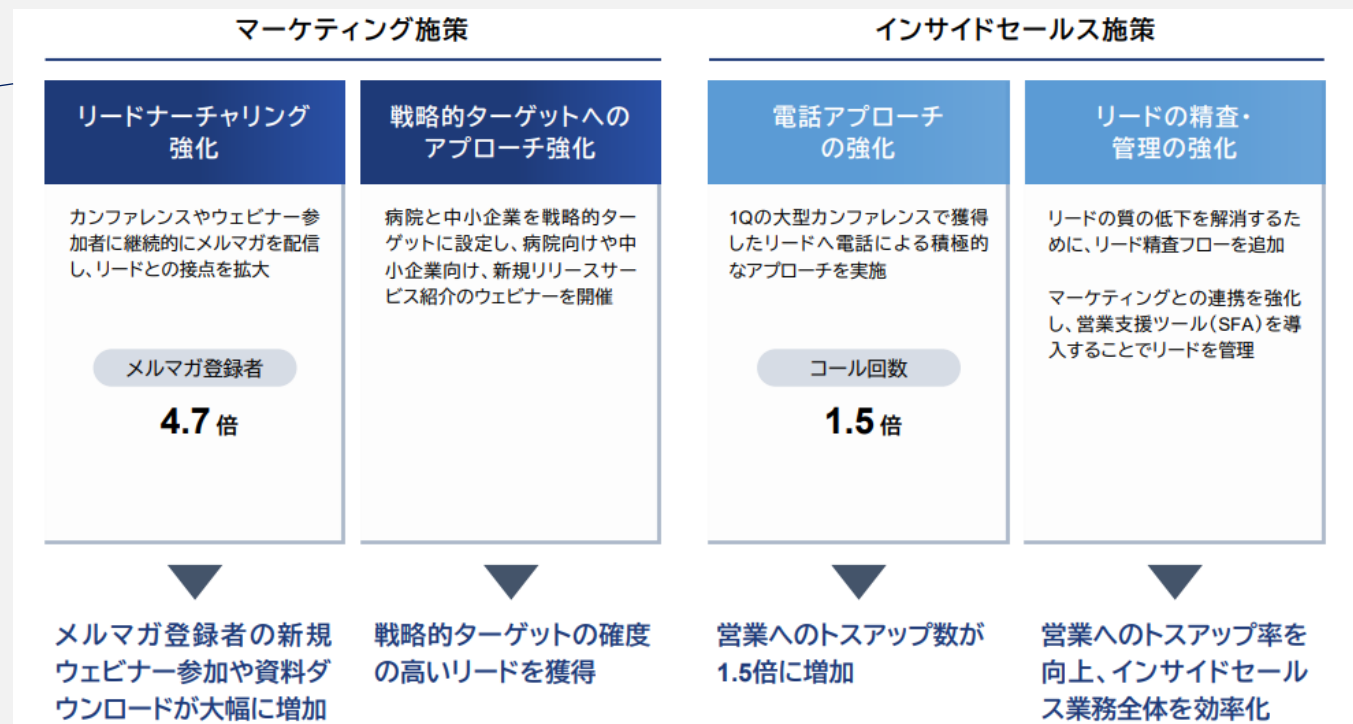 マーケティング施策
リードナーチャリング
強化
カンファレンスやウェビナー参
加者に継続的にメルマガを配信
し、リードとの接点を拡大
メルマガ登録者
4.7 倍
メルマガ登録者の新規
ウェビナー参加や資料ダ
ウンロードが大幅に増加
戦略的ターゲットへの
アプローチ強化
病院と中小企業を戦略的ター
ゲットに設定し、病院向けや中
小企業向け、新規リリースサー
ビス紹介のウェビナーを開催
戦略的ターゲットの確度
の高いリードを獲得
インサイドセールス施策
電話アプローチ
の強化
1Qの大型カンファレンスで獲得
したリードへ電話による積極的
なアプローチを実施
コール回数
1.5 倍
営業へのトスアップ数が
1.5倍に増加
リードの精査・
管理の強化
リードの質の低下を解消するた
めに、リード精査フローを追加
マーケティングとの連携を強化
し、営業支援ツール（SFA）を導
入することでリードを管理
営業へのトスアップ率を
向上、インサイドセール
ス業務全体を効率化